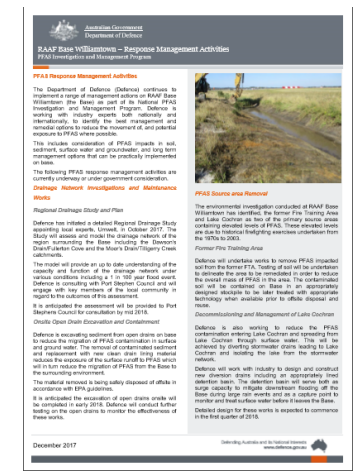 Australian Government
Department of Defence
RAAF Base Williamtown – Response Management Activities
PFAS Investigation and Management Program
PFAS Response Management Activities
The Department of Defence (Defence) continues to
implement a range of management actions on RAAF Base
Williamtown (the Base) as part of its National PFAS
Investigation and Management Program. Defence is
working with industry experts both nationally and
internationally, to identify the best management and
remedial options to reduce the movement of, and potential
exposure to PFAS where possible.
This includes consideration of PFAS impacts in soil,
sediment, surface water and groundwater, and long term
management options that can be practically implemented
on base.
The following PFAS response management activities are
currently underway or under government consideration.
Drainage Network Investigations and Maintenance
Works
Regional Drainage Study and Plan
Defence has initiated a detailed Regional Drainage Study
appointing local experts, Umwelt, in October 2017. The
Study will assess and model the drainage network of the
region surrounding the Base including the Dawson's
Drain/Fullerton Cove and the Moor's Drain/Tilligerry Creek
catchments.
The model will provide an up to date understanding of the
capacity and function of the drainage network under
various conditions including a 1 in 100 year flood event.
Defence is consulting with Port Stephens Council and will
engage with key members of the local community in
regard to the outcomes of this assessment.
It is anticipated the assessment will be provided to Port
Stephens Council for consultation by mid 2018.
Onsite Open Drain Excavation and Containment
Defence is excavating sediment from open drains on base
to reduce the migration of PFAS contamination in surface
and ground water. The removal of contaminated sediment
and replacement with new clean drain lining material
reduces the exposure of the surface runoff to PFAS which
will in turn reduce the migration of PFAS from the Base to
the surrounding environment.
The material removed is being safely disposed of offsite in
accordance with EPA guidelines.
It is anticipated the excavation of open drains onsite will
be completed in early 2018. Defence will conduct further
testing on the open drains to monitor the effectiveness of
these works.
PFAS Source area Removal
The environmental investigation conducted at RAAF Base
Williamtown has identified, the former Fire Training Area
and Lake Cochran as two of the primary source areas
containing elevated levels of PFAS. These elevated levels
are due to historical firefighting exercises undertaken from
the 1970s to 2003.
Former Fire Training Area
Defence will undertake works to remove PFAS impacted
soil from the former FTA. Testing of soil will be undertaken
to delineate the area to be remediated in order to reduce
the overall mass of PFAS in the area. The contaminated
soil will be contained on Base in an appropriately
designed stockpile to be later treated with appropriate
technology when available prior to offsite disposal and
reuse.
Decommissioning and Management of Lake Cochran
Defence is also working to reduce the PFAS
contamination entering Lake Cochran and spreading from
Lake Cochran through surface water. This will be
achieved by diverting stormwater drains leading to Lake
Cochran and isolating the lake from the stormwater
network.
Defence will work with industry to design and construct
new diversion drains including an appropriately lined
detention basin. The detention basin will serve both as
surge capacity to mitigate downstream flooding off the
Base during large rain events and as a capture point to
monitor and treat surface water before it leaves the Base.
Detailed design for these works is expected to commence
in the first quarter of 2018.
December 2017
Defending Australia and its National Interests
www.defence.gov.au